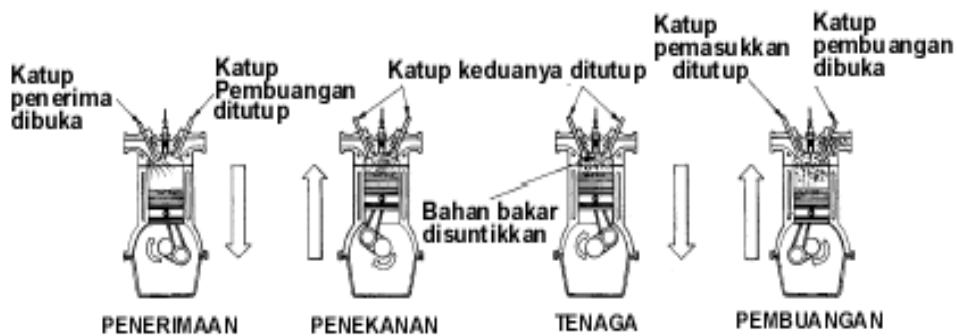 Katup
penerima
dibuka
Katup
Pembuangan
ditutup
Katup keduanya ditutup
Katup
pemasukkan
ditutup
Katup
pembuangan
dibuka
Bahan bakar
disuntikkan
PENERIMAAN
PENEKANAN
TENAGA
PEMBUANGAN